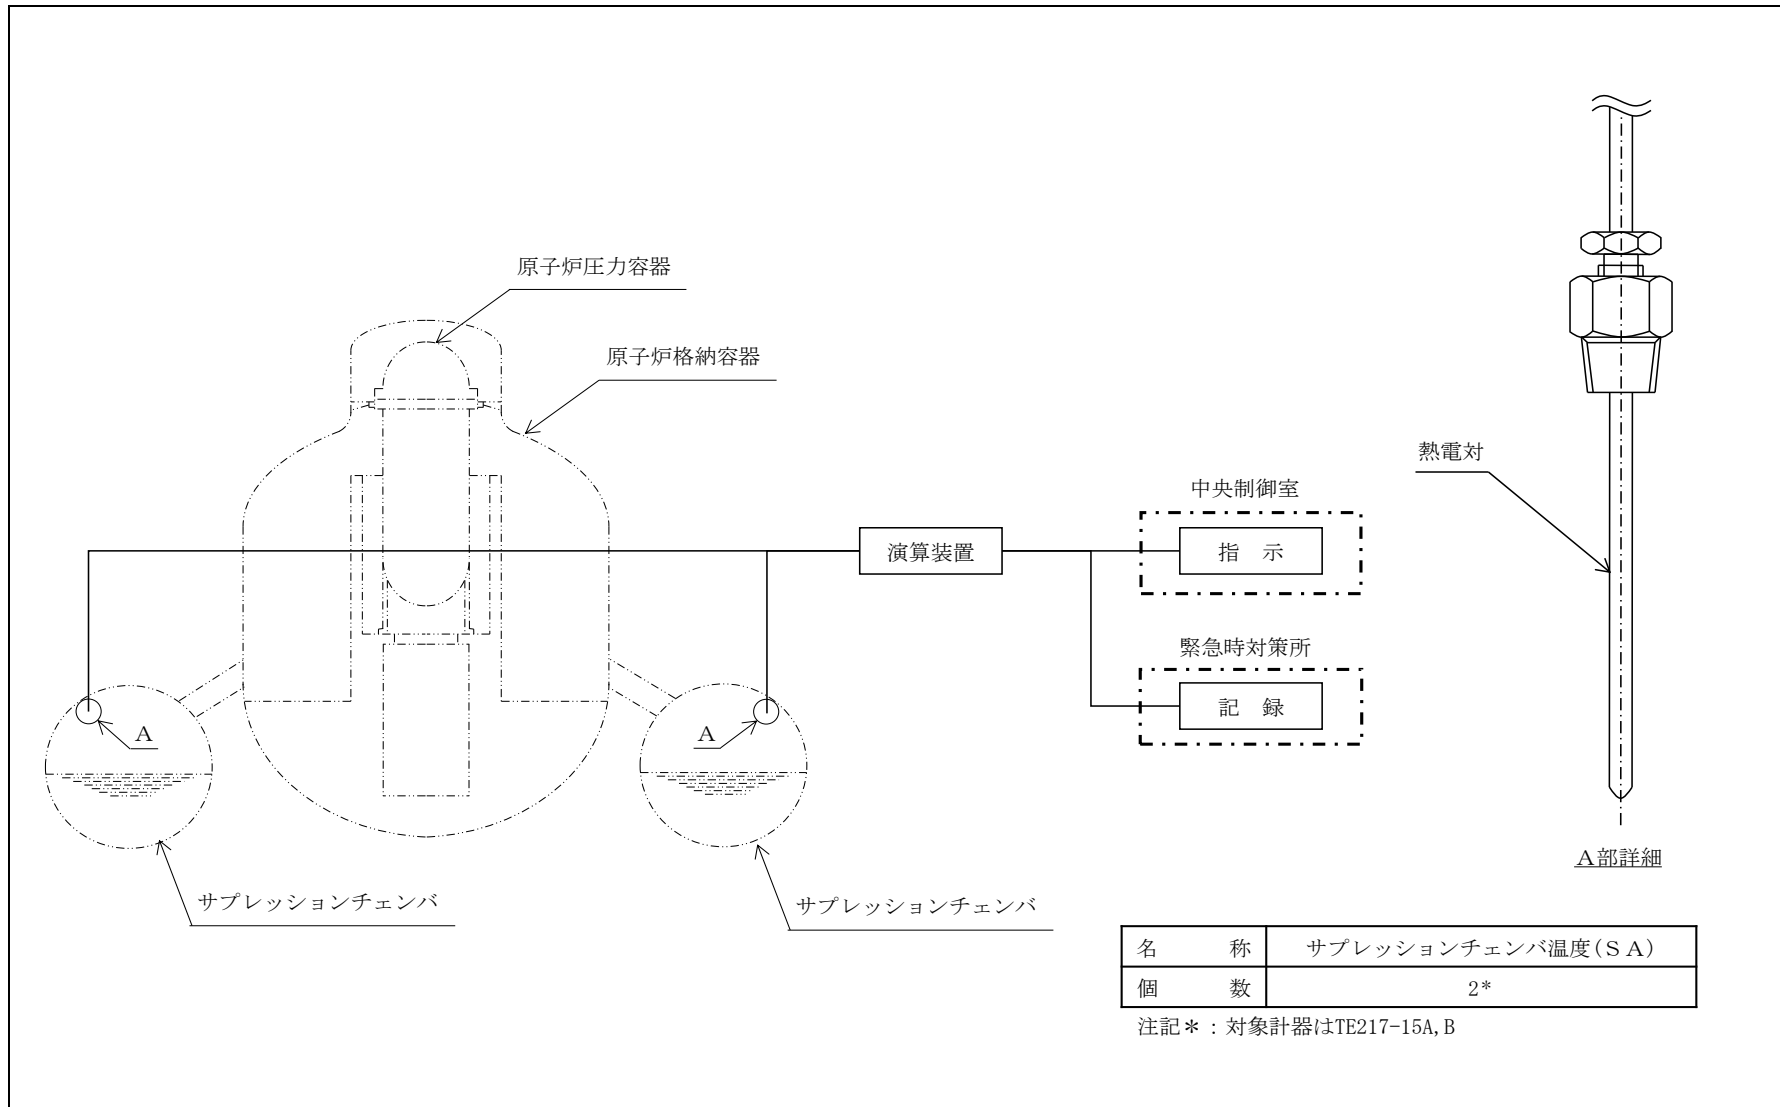 原子炉圧力容器
原子炉格納容器
熱電対
中央制御室
演算装置
指　示
緊急時対策所
記　録
A
A
サプレッションチェンバ
サプレッションチェンバ
A部詳細
名　称　サプレッションチェンバ温度(SA)
個　数　2*
注記＊：対象計器はTE217-15A,B